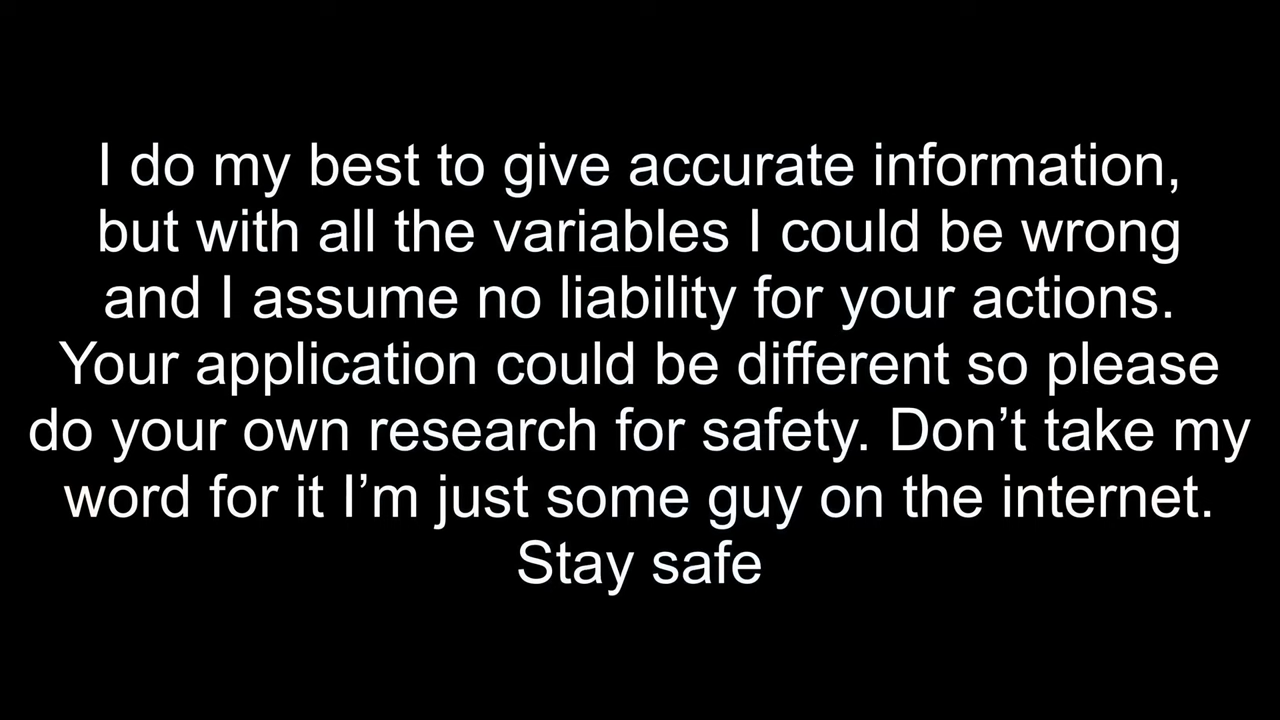 I do my best to give accurate information,
but with all the variables I could be wrong
and I assume no liability for your actions.
Your application could be different so please
do your own research for safety. Don’t take my
word for it I’m just some guy on the internet.
Stay safe